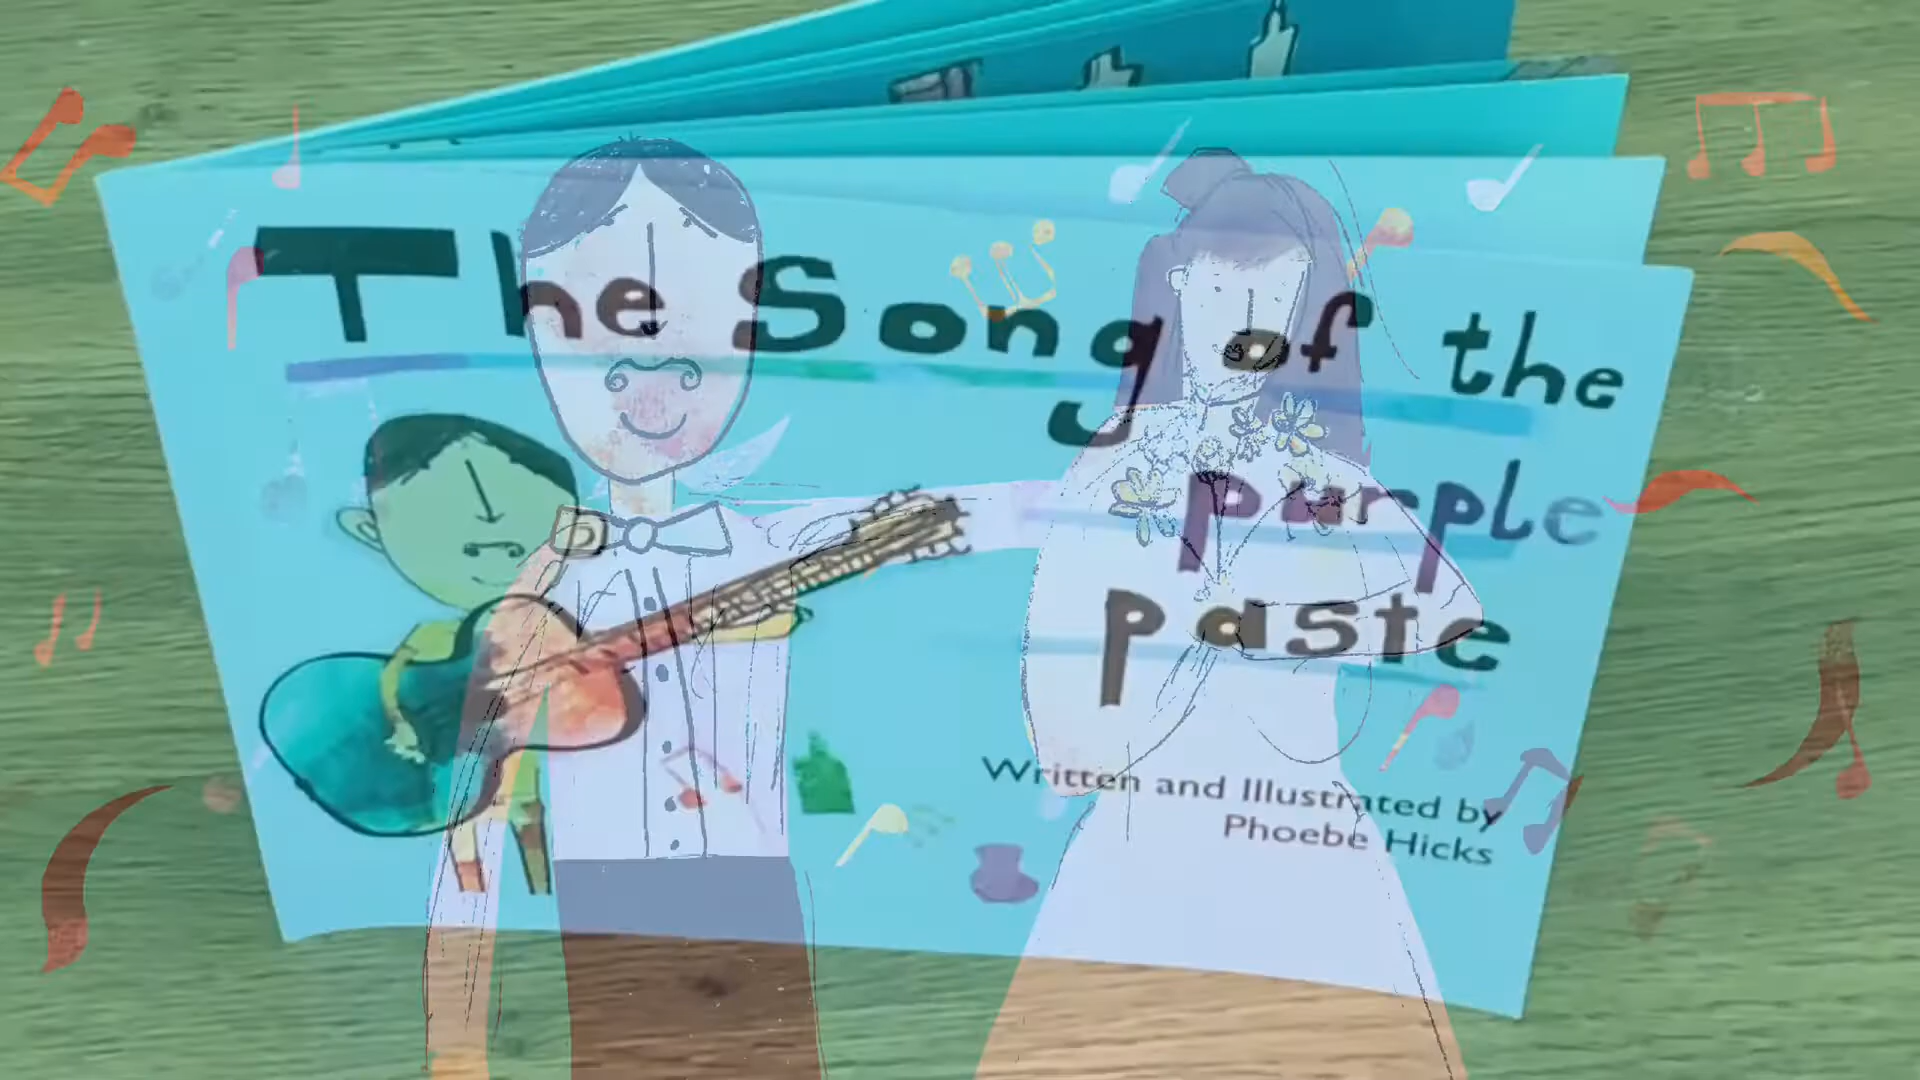 The Song of the
purple
paste
Written and Illustrated by
Phoebe Hicks